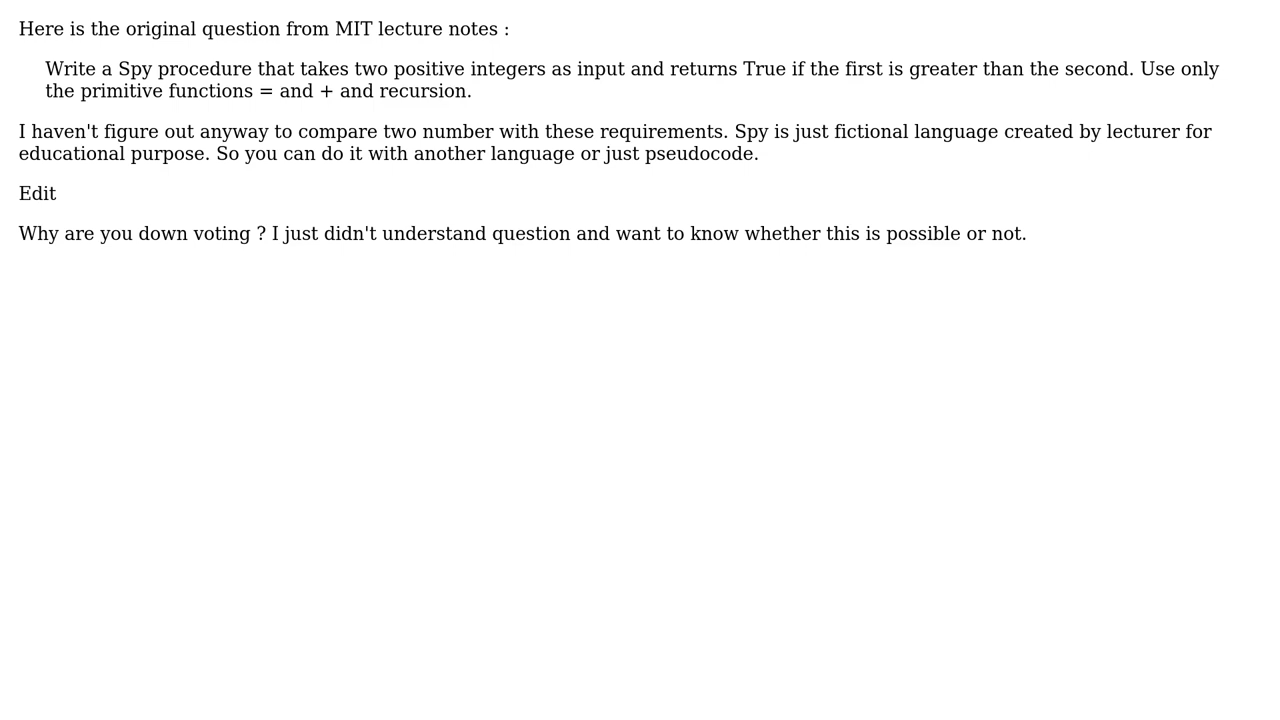 Here is the original question from MIT lecture notes :
Write a Spy procedure that takes two positive integers as input and returns True if the first is greater than the second. Use only
the primitive functions = and + and recursion.
I haven't figure out anyway to compare two number with these requirements. Spy is just fictional language created by lecturer for
educational purpose. So you can do it with another language or just pseudocode.
Edit
Why are you down voting ? I just didn't understand question and want to know whether this is possible or not.